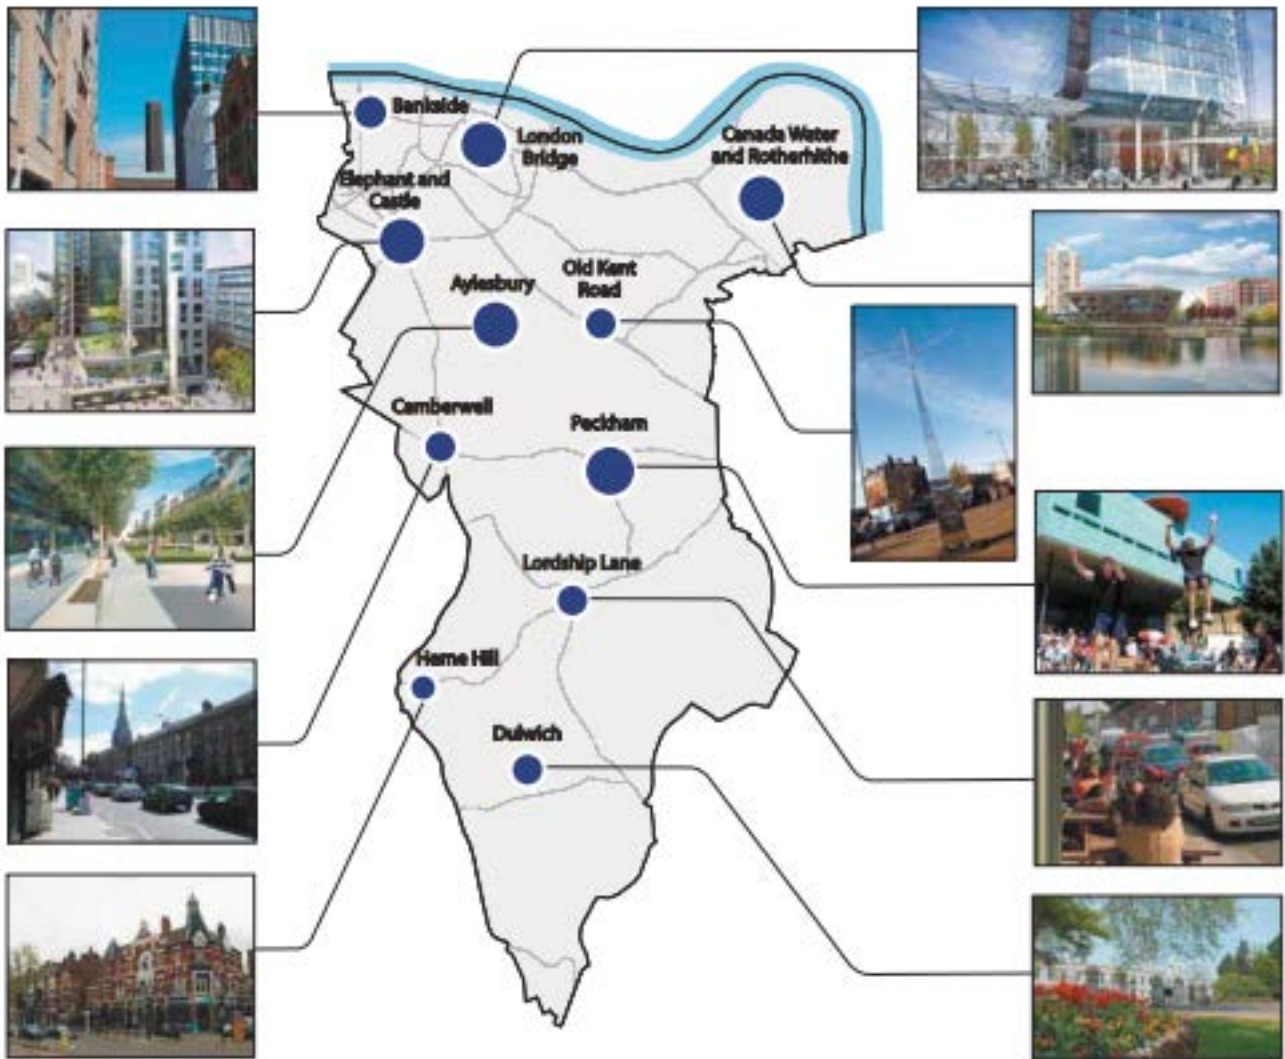 Bankside
London
Bridge
Canada Water
and Rotherhithe
Elephant and
Castle
Aylesbury
Old Kent
Road
Camberwell
Peckham
Lordship Lane
Herne Hill
Dulwich